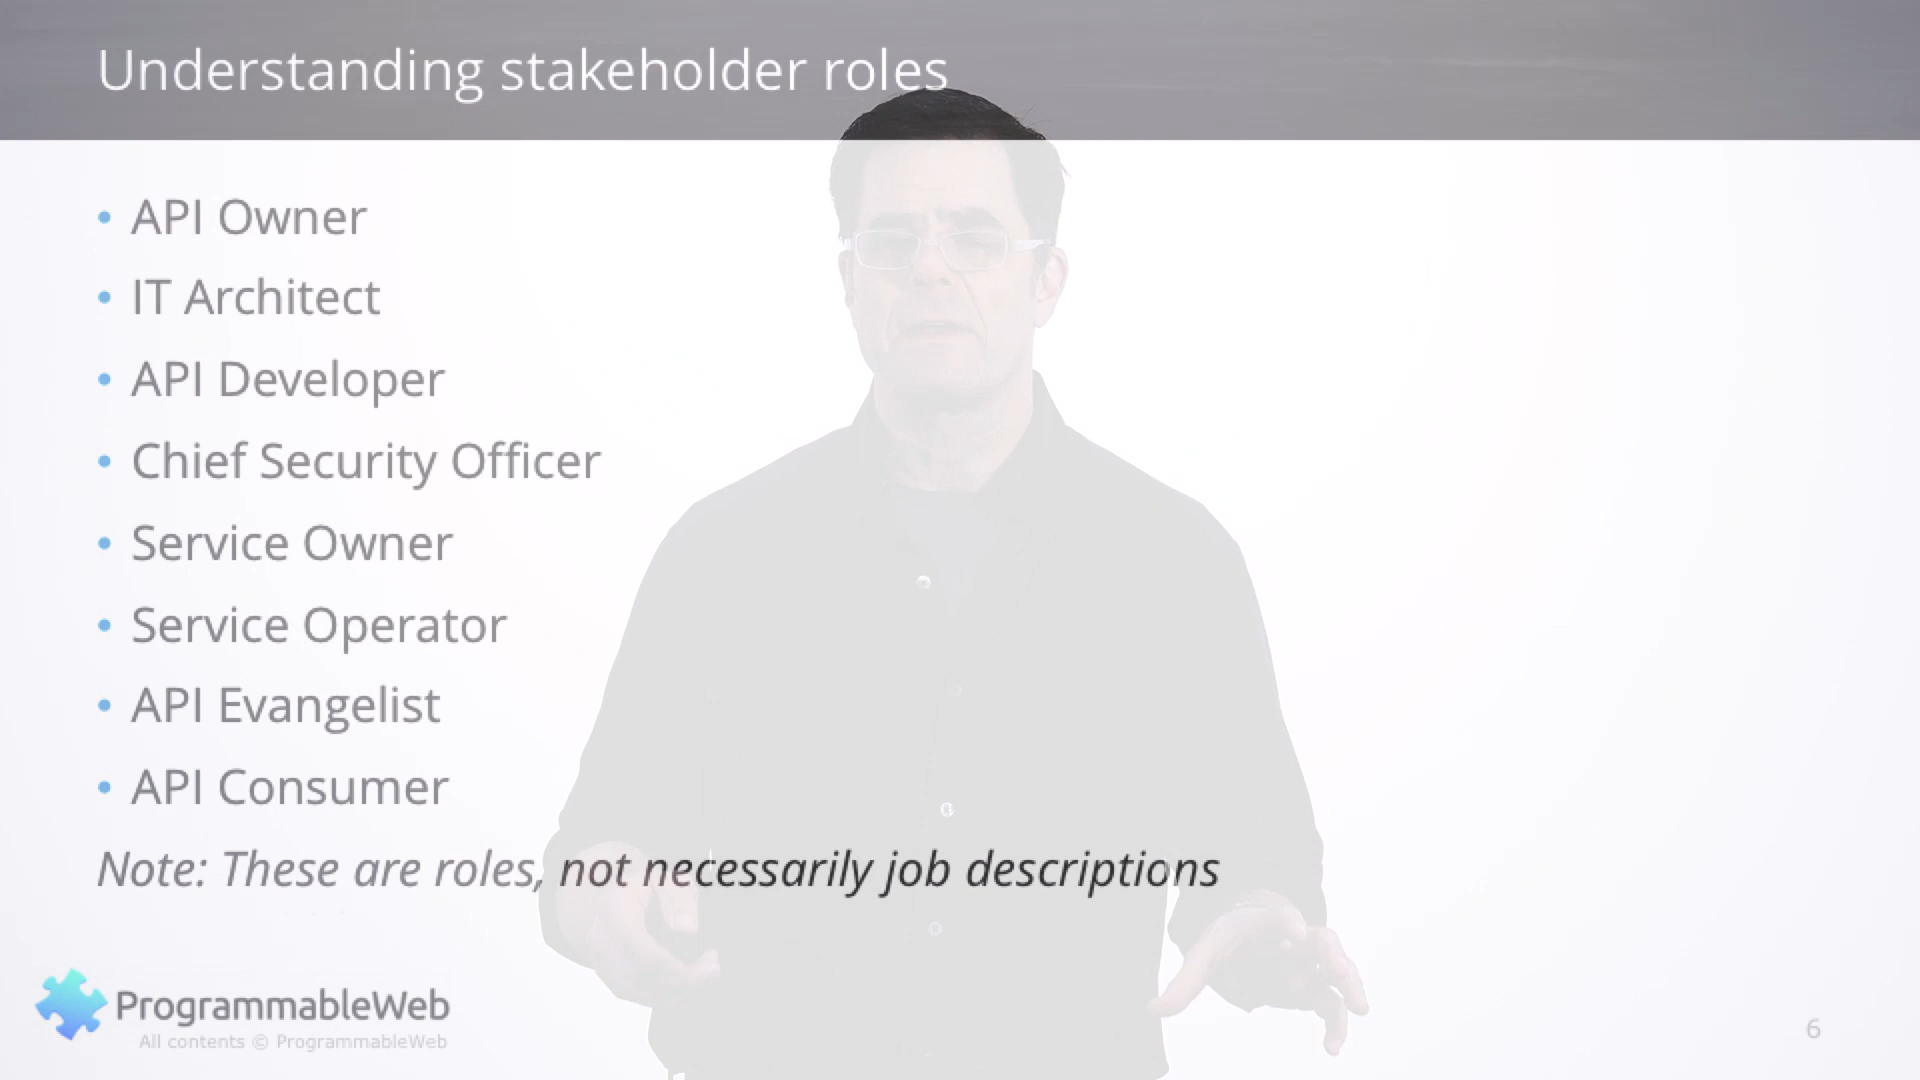 Understanding stakeholder roles
• API Owner
• IT Architect
• API Developer
• Chief Security Officer
• Service Owner
• Service Operator
• API Evangelist
• API Consumer
Note: These are roles, not necessarily job descriptions
ProgrammableWeb
All contents © ProgrammableWeb
6